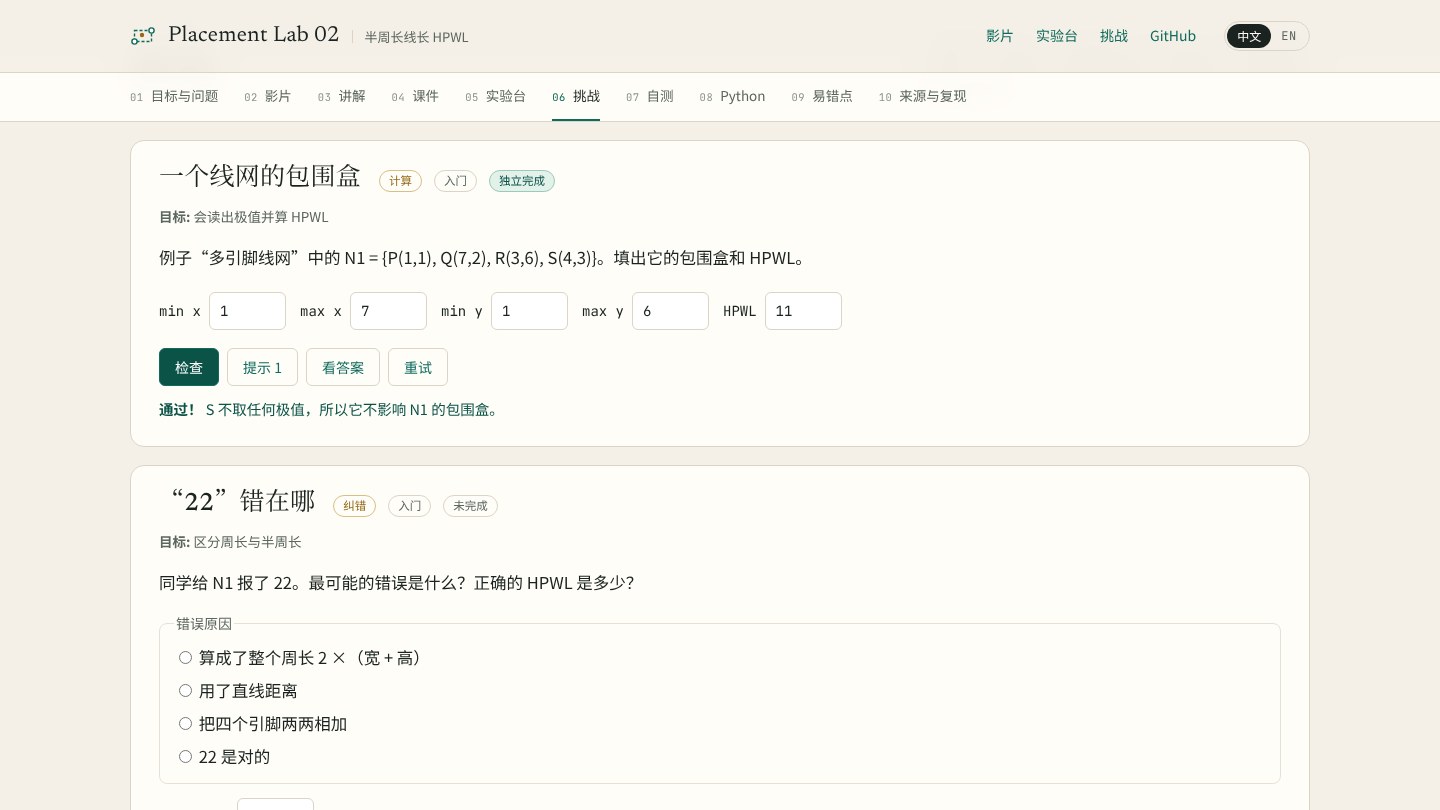 Placement Lab 02 半周长线长 HPWL 影片 实验台 挑战 GitHub 中文 EN
01 目标与问题 02 影片 03 讲解 04 课件 05 实验台 06 挑战 07 自测 08 Python 09 易错点 10 来源与复现
一个线网的包围盒 计算 入门 独立完成
目标: 会读出极值并算 HPWL
例子“多引脚线网”中的 N1 = {P(1,1), Q(7,2), R(3,6), S(4,3)}。填出它的包围盒和 HPWL。
min x 1 max x 7 min y 1 max y 6 HPWL 11
检查 提示 1 看答案 重试
通过！ S 不取任何极值，所以它不影响 N1 的包围盒。
“22”错在哪 纠错 入门 未完成
目标: 区分周长与半周长
同学给 N1 报了 22。最可能的错误是什么？正确的 HPWL 是多少？
错误原因
算成了整个周长 2 ×（宽 + 高）
用了直线距离
把四个引脚两两相加
22 是对的